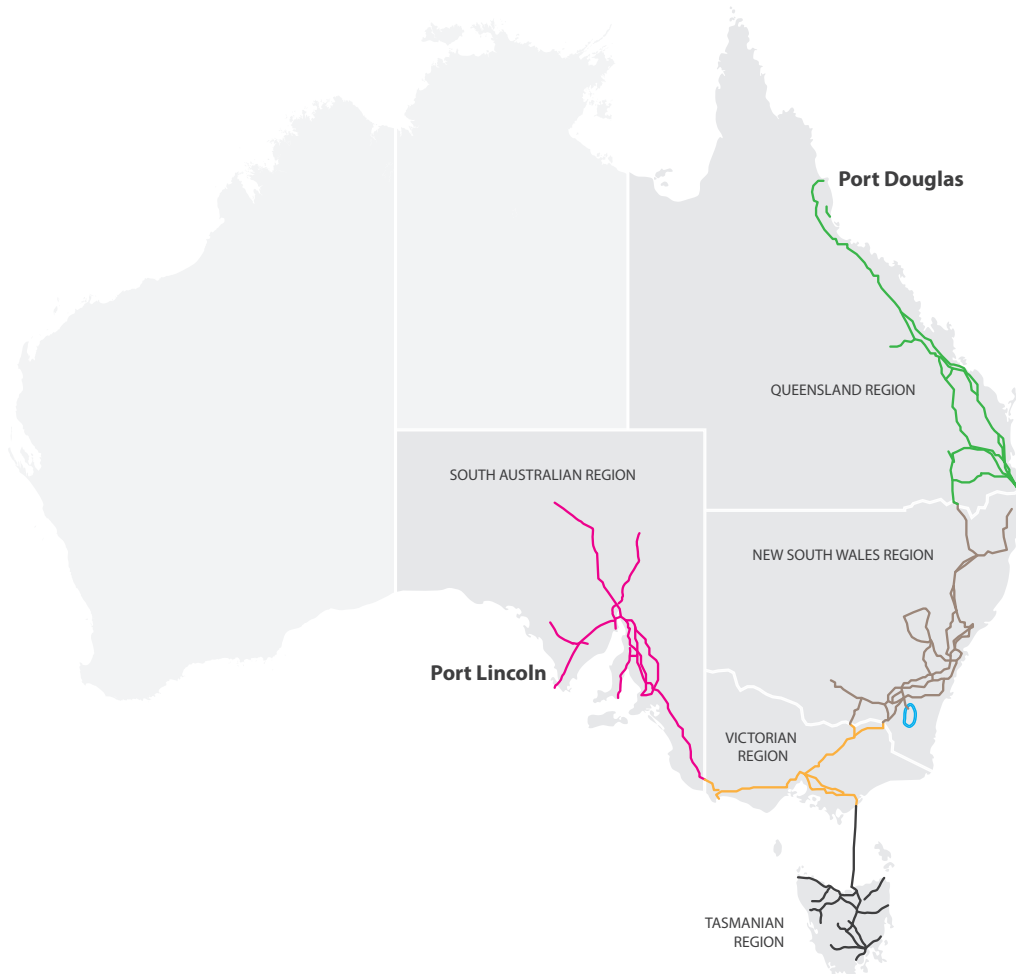 Port Douglas
QUEENSLAND REGION
SOUTH AUSTRALIAN REGION
NEW SOUTH WALES REGION
Port Lincoln
VICTORIAN
REGION
TASMANIAN
REGION